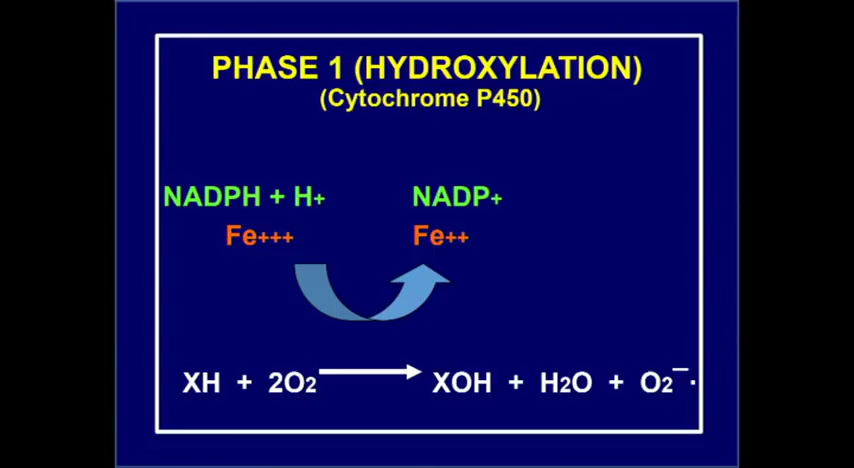 PHASE 1 (HYDROXYLATION)
(Cytochrome P450)
NADPH + H+ NADP+
Fe+++ Fe++
XH + 2O2 → XOH + H2O + O2¯·